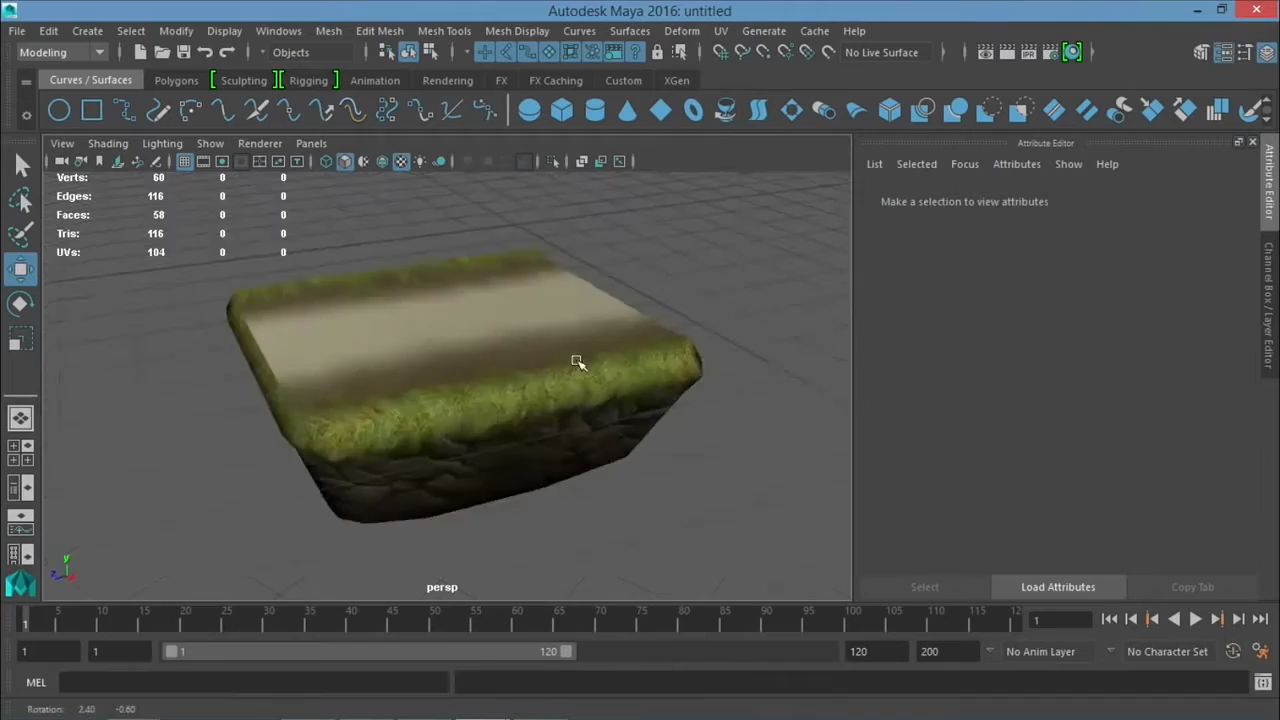 Autodesk Maya 2016: untitled
File Edit Create Select Modify Display Windows Mesh Edit Mesh Mesh Tools Mesh Display Curves Surfaces Deform UV Generate Cache Help
Modeling Objects No Live Surface
Curves / Surfaces Polygons Sculpting Rigging Animation Rendering FX FX Caching Custom XGen
View Shading Lighting Show Renderer Panels
Attribute Editor
List Selected Focus Attributes Show Help
Verts: 60 0 0
Edges: 116 0 0
Faces: 58 0 0
Tris: 116 0 0
UVs: 104 0 0
Make a selection to view attributes
Attribute Editor
Channel Box / Layer Editor
y
z x
persp
Select Load Attributes Copy Tab
1 5 10 15 20 25 30 35 40 45 50 55 60 65 70 75 80 85 90 95 100 105 110 115 12 1
1 1 1 120 120 200 No Anim Layer No Character Set
MEL
Rotation: 2.40 -0.60